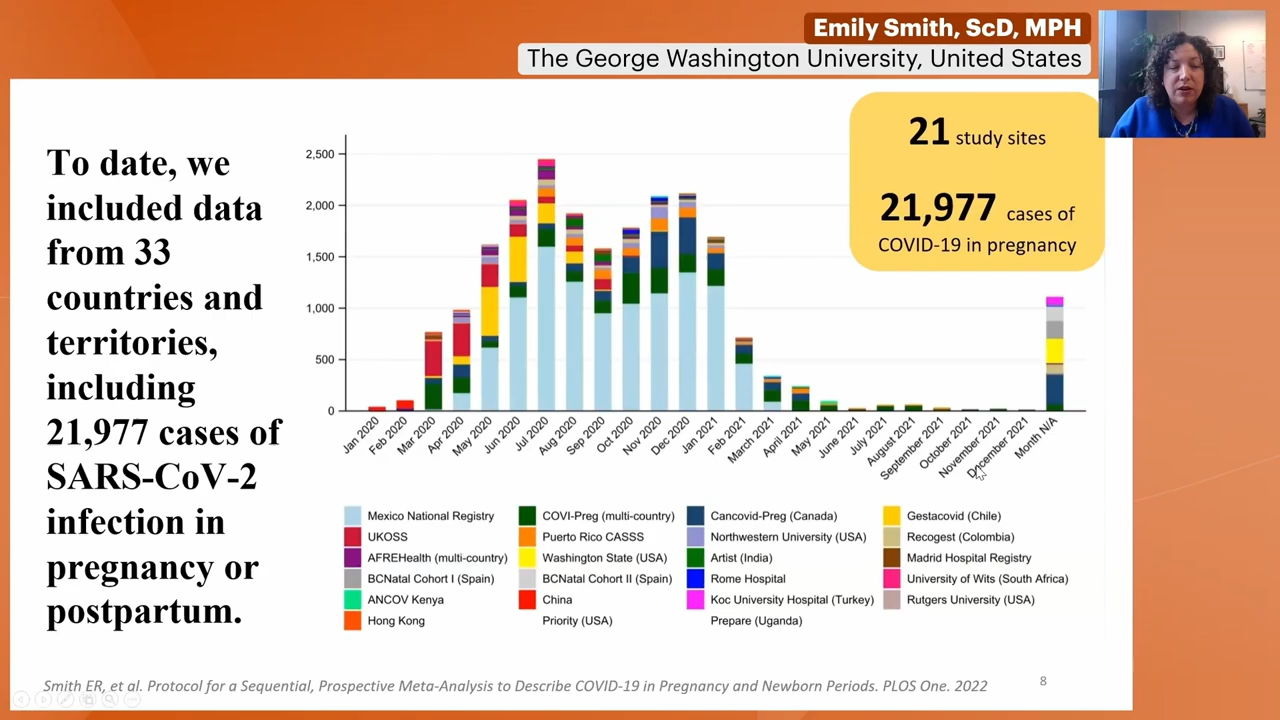 Emily Smith, ScD, MPH
The George Washington University, United States
To date, we
included data
from 33
countries and
territories,
including
21,977 cases of
SARS-CoV-2
infection in
pregnancy or
postpartum.
21 study sites
21,977 cases of
COVID-19 in pregnancy
2,500
2,000
1,500
1,000
500
0
Jan 2020
Feb 2020
Mar 2020
Apr 2020
May 2020
Jun 2020
Jul 2020
Aug 2020
Sep 2020
Oct 2020
Nov 2020
Dec 2020
Jan 2021
Feb 2021
March 2021
April 2021
May 2021
June 2021
July 2021
August 2021
September 2021
October 2021
November 2021
December 2021
Month N/A
Mexico National Registry COVI-Preg (multi-country) Cancovid-Preg (Canada) Gestacovid (Chile)
UKOSS Puerto Rico CASSS Northwestern University (USA) Recogest (Colombia)
AFREHealth (multi-country) Washington State (USA) Artist (India) Madrid Hospital Registry
BCNatal Cohort I (Spain) BCNatal Cohort II (Spain) Rome Hospital University of Wits (South Africa)
ANCOV Kenya China Koc University Hospital (Turkey) Rutgers University (USA)
Hong Kong Priority (USA) Prepare (Uganda)
Smith ER, et al. Protocol for a Sequential, Prospective Meta-Analysis to Describe COVID-19 in Pregnancy and Newborn Periods. PLOS One. 2022
8